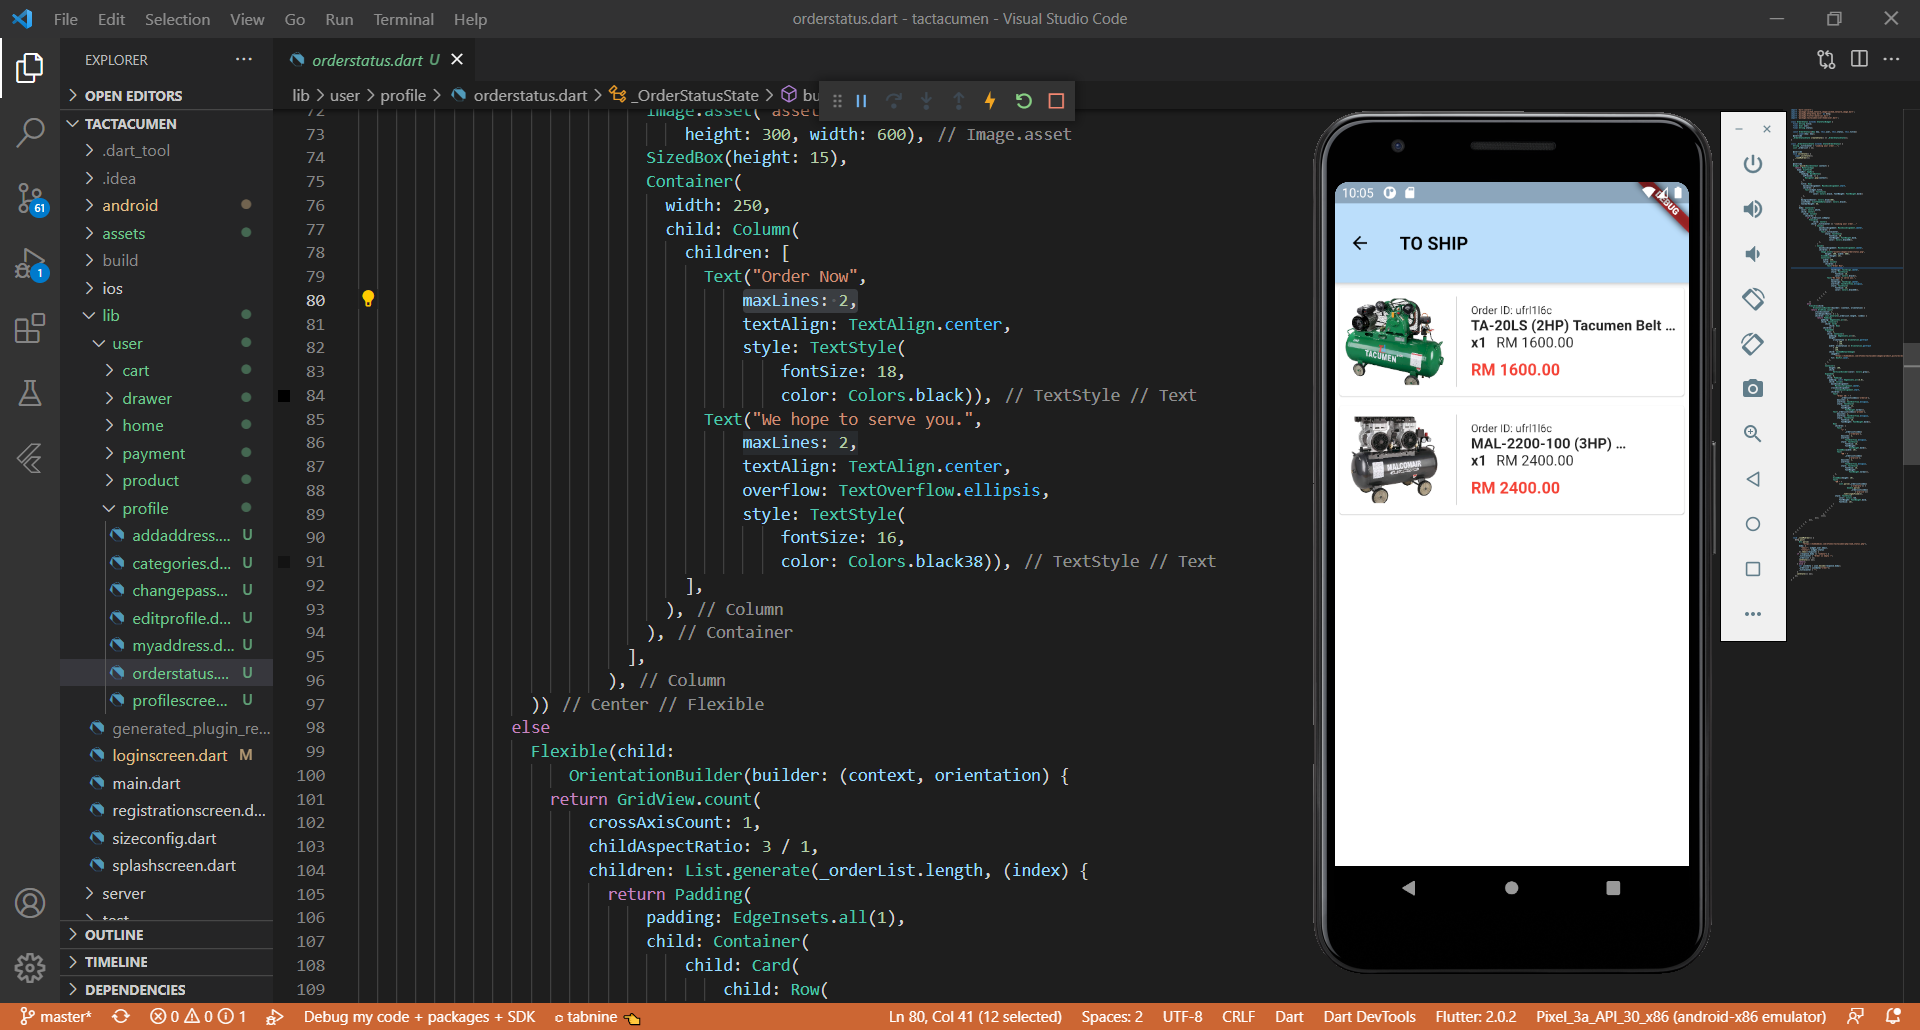 File Edit Selection View Go Run Terminal Help
orderstatus.dart - tactacumen - Visual Studio Code
EXPLORER
orderstatus.dart U
OPEN EDITORS
lib > user > profile > orderstatus.dart > _OrderStatusState > bu
TACTACUMEN
.dart_tool
.idea
android
assets
build
ios
lib
user
cart
drawer
home
payment
product
profile
addaddress.... U
categories.d... U
changepass... U
editprofile.d... U
myaddress.d... U
orderstatus.... U
profilescree... U
generated_plugin_re...
loginscreen.dart M
main.dart
registrationscreen.d...
sizeconfig.dart
splashscreen.dart
server
test
OUTLINE
TIMELINE
DEPENDENCIES
61
1
72 image.asset( asset
73 height: 300, width: 600), // Image.asset
74 SizedBox(height: 15),
75 Container(
76 width: 250,
77 child: Column(
78 children: [
79 Text("Order Now",
80 maxLines: 2,
81 textAlign: TextAlign.center,
82 style: TextStyle(
83 fontSize: 18,
84 color: Colors.black)), // TextStyle // Text
85 Text("We hope to serve you.",
86 maxLines: 2,
87 textAlign: TextAlign.center,
88 overflow: TextOverflow.ellipsis,
89 style: TextStyle(
90 fontSize: 16,
91 color: Colors.black38)), // TextStyle // Text
92 ],
93 ), // Column
94 ), // Container
95 ],
96 ), // Column
97 )) // Center // Flexible
98 else
99 Flexible(child:
100 OrientationBuilder(builder: (context, orientation) {
101 return GridView.count(
102 crossAxisCount: 1,
103 childAspectRatio: 3 / 1,
104 children: List.generate(_orderList.length, (index) {
105 return Padding(
106 padding: EdgeInsets.all(1),
107 child: Container(
108 child: Card(
109 child: Row(
10:05
DEBUG
TO SHIP
Order ID: ufrl1l6c
TA-20LS (2HP) Tacumen Belt ...
x1 RM 1600.00
RM 1600.00
TACUMEN
Order ID: ufrl1l6c
MAL-2200-100 (3HP) ...
x1 RM 2400.00
RM 2400.00
MALCOMAIR
master* 0 0 1 Debug my code + packages + SDK tabnine Ln 80, Col 41 (12 selected) Spaces: 2 UTF-8 CRLF Dart Dart DevTools Flutter: 2.0.2 Pixel_3a_API_30_x86 (android-x86 emulator)